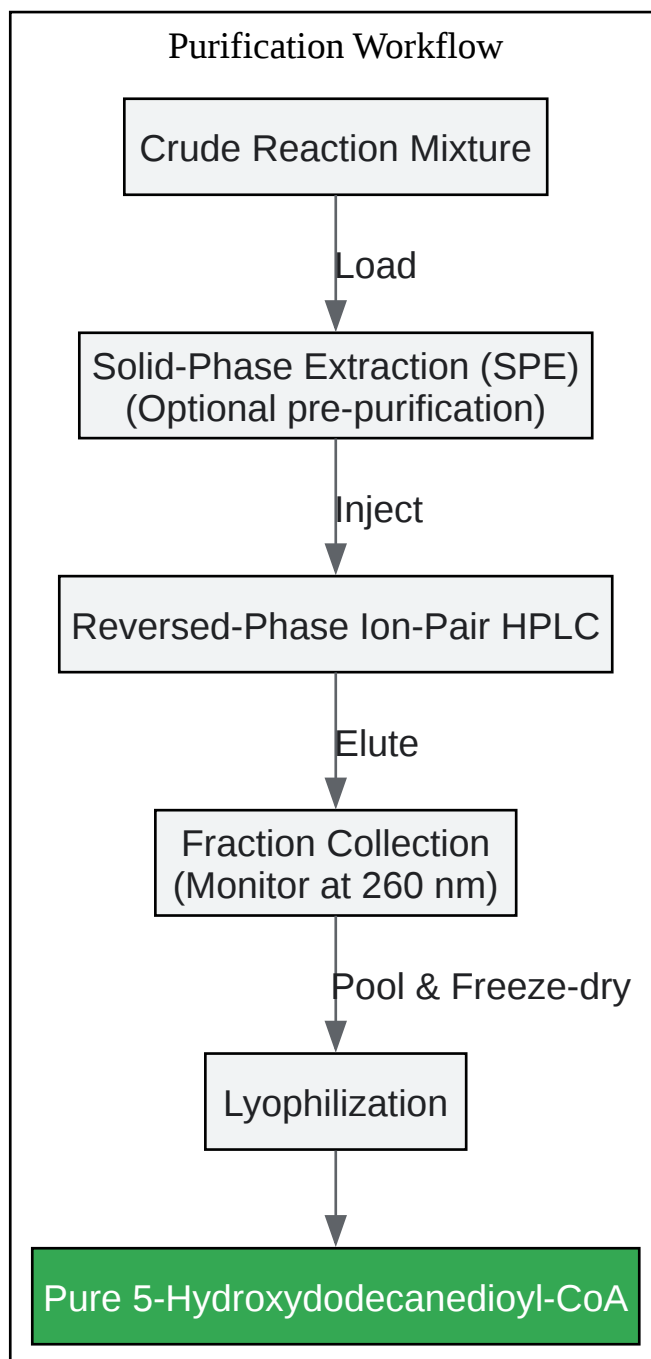 Purification Workflow
Crude Reaction Mixture
Load
Solid-Phase Extraction (SPE)
(Optional pre-purification)
Inject
Reversed-Phase Ion-Pair HPLC
Elute
Fraction Collection
(Monitor at 260 nm)
Pool & Freeze-dry
Lyophilization
Pure 5-Hydroxydodecanedioyl-CoA